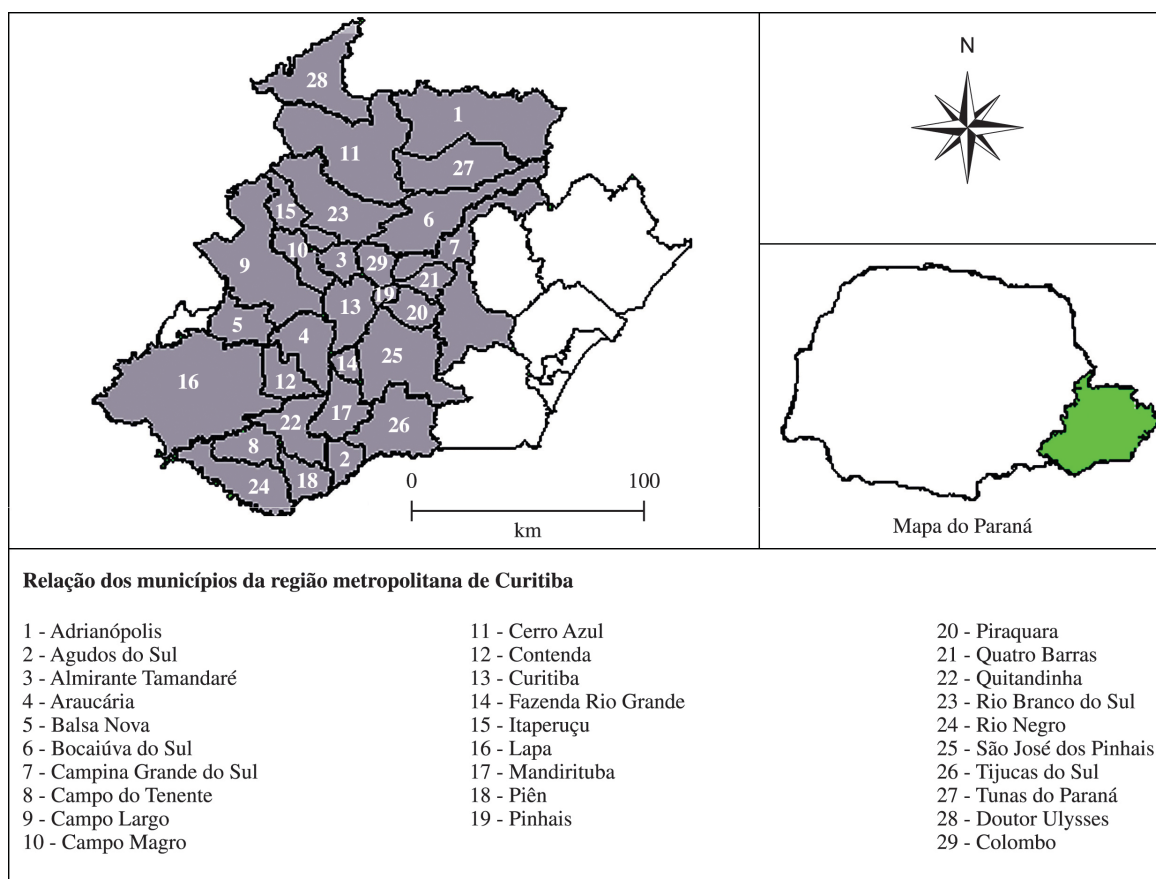 N
28
1
11
27
15
23
6
10
7
9
3
29
21
19
13
20
5
4
25
14
16
12
17
22
26
8
2
18
24
0 100
km
Mapa do Paraná
Relação dos municípios da região metropolitana de Curitiba
1 - Adrianópolis
2 - Agudos do Sul
3 - Almirante Tamandaré
4 - Araucária
5 - Balsa Nova
6 - Bocaiúva do Sul
7 - Campina Grande do Sul
8 - Campo do Tenente
9 - Campo Largo
10 - Campo Magro
11 - Cerro Azul
12 - Contenda
13 - Curitiba
14 - Fazenda Rio Grande
15 - Itaperuçu
16 - Lapa
17 - Mandirituba
18 - Piên
19 - Pinhais
20 - Piraquara
21 - Quatro Barras
22 - Quitandinha
23 - Rio Branco do Sul
24 - Rio Negro
25 - São José dos Pinhais
26 - Tijucas do Sul
27 - Tunas do Paraná
28 - Doutor Ulysses
29 - Colombo